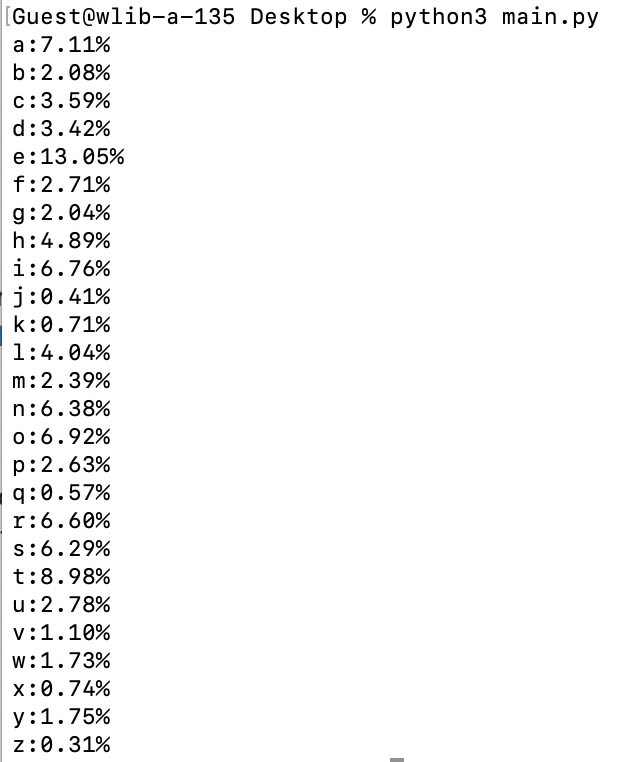 [Guest@wlib-a-135 Desktop % python3 main.py
a:7.11%
b:2.08%
c:3.59%
d:3.42%
e:13.05%
f:2.71%
g:2.04%
h:4.89%
i:6.76%
j:0.41%
k:0.71%
l:4.04%
m:2.39%
n:6.38%
o:6.92%
p:2.63%
q:0.57%
r:6.60%
s:6.29%
t:8.98%
u:2.78%
v:1.10%
w:1.73%
x:0.74%
y:1.75%
z:0.31%